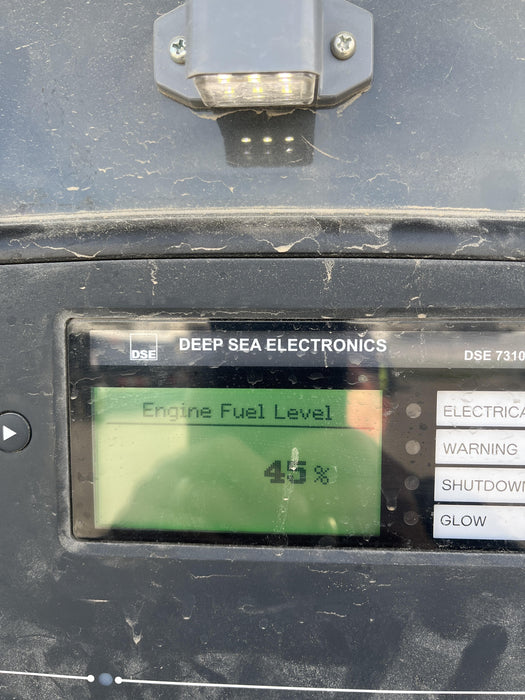 DSE
DEEP SEA ELECTRONICS
DSE 7310
Engine Fuel Level
45 %
ELECTRICA
WARNING
SHUTDOWN
GLOW